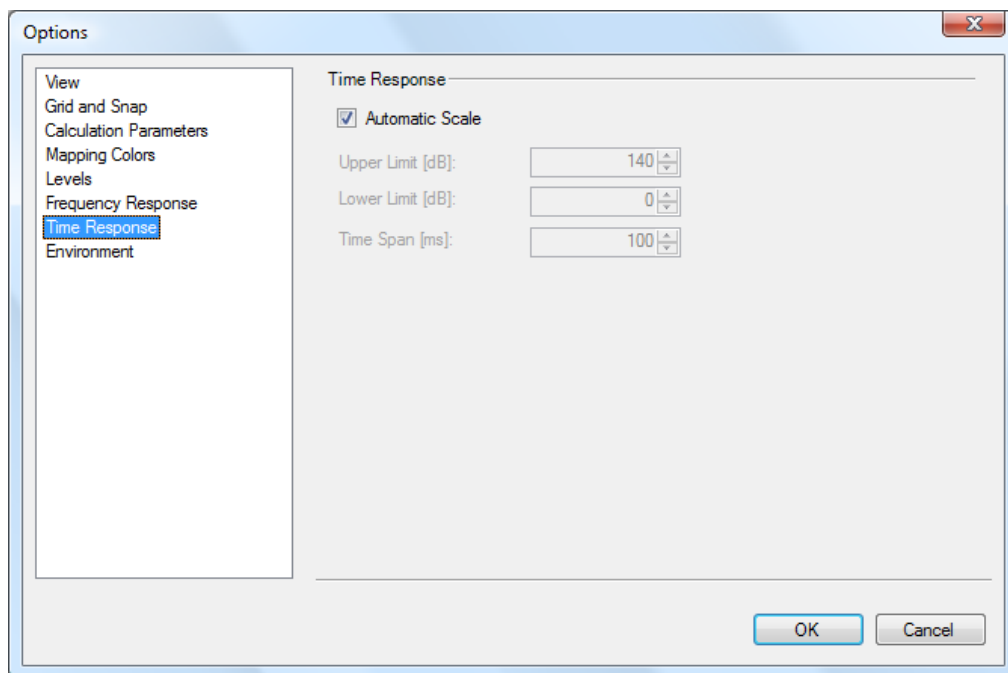 Options
View
Grid and Snap
Calculation Parameters
Mapping Colors
Levels
Frequency Response
Time Response
Environment
Time Response
Automatic Scale
Upper Limit [dB]: 140
Lower Limit [dB]: 0
Time Span [ms]: 100
OK Cancel